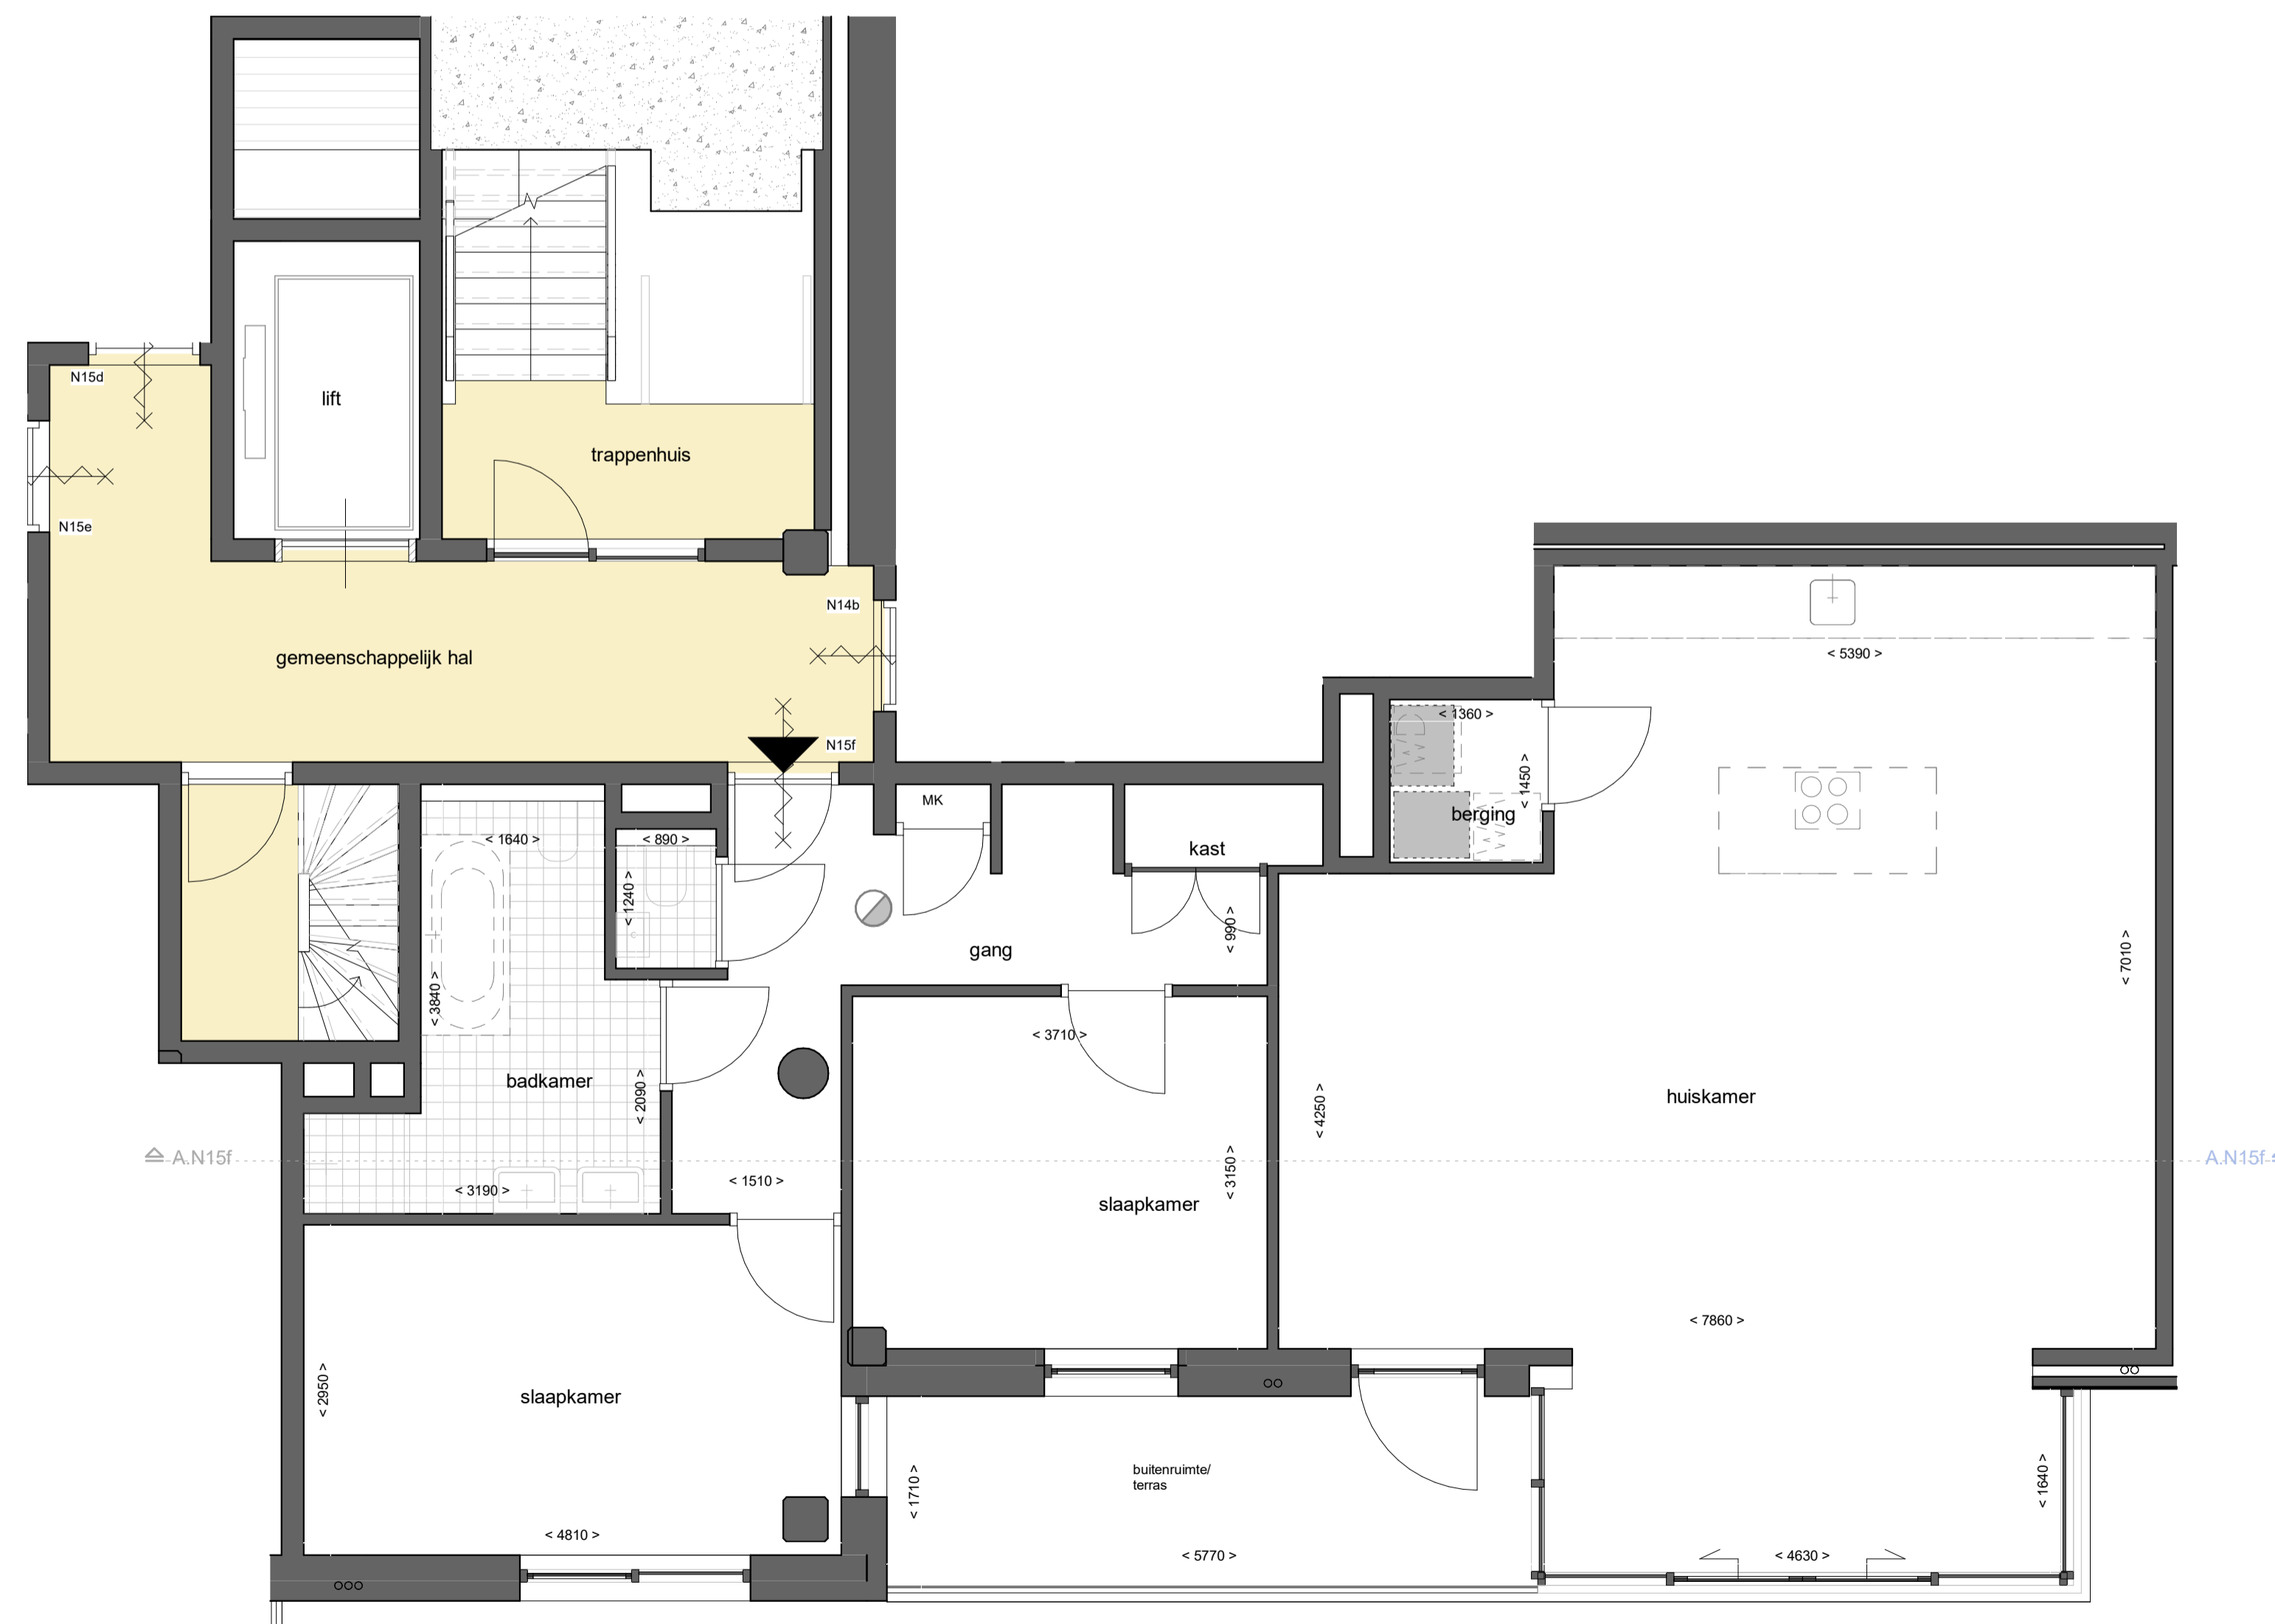 N15d
lift
trappenhuis
N15e
N14b
gemeenschappelijk hal
< 5390 >
N15f
< 1360 >
WD
< 1450 >
MK
berging
< 1640 >
< 890 >
kast
< 1240 >
< 990 >
gang
< 7010 >
< 3840 >
< 3710 >
badkamer
< 2090 >
huiskamer
< 4250 >
A.N15f
A.N15f
< 3150 >
< 3190 >
< 1510 >
slaapkamer
< 7860 >
< 2950 >
slaapkamer
buitenruimte/
terras
< 1710 >
< 1640 >
< 4810 >
< 5770 >
< 4630 >